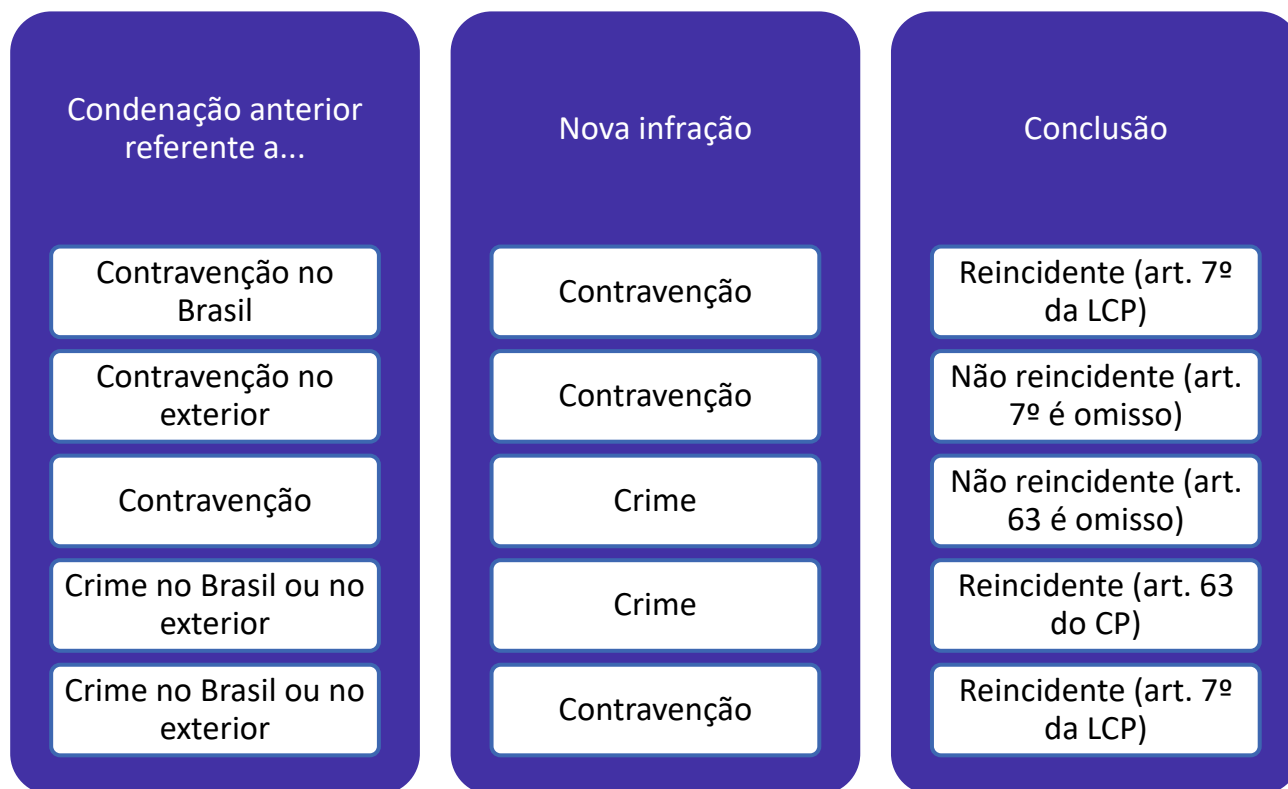 Condenação anterior
referente a...
Nova infração
Conclusão
Contravenção no
Brasil
Contravenção
Reincidente (art. 7º
da LCP)
Contravenção no
exterior
Contravenção
Não reincidente (art.
7º é omisso)
Contravenção
Crime
Não reincidente (art.
63 é omisso)
Crime no Brasil ou no
exterior
Crime
Reincidente (art. 63
do CP)
Crime no Brasil ou no
exterior
Contravenção
Reincidente (art. 7º
da LCP)